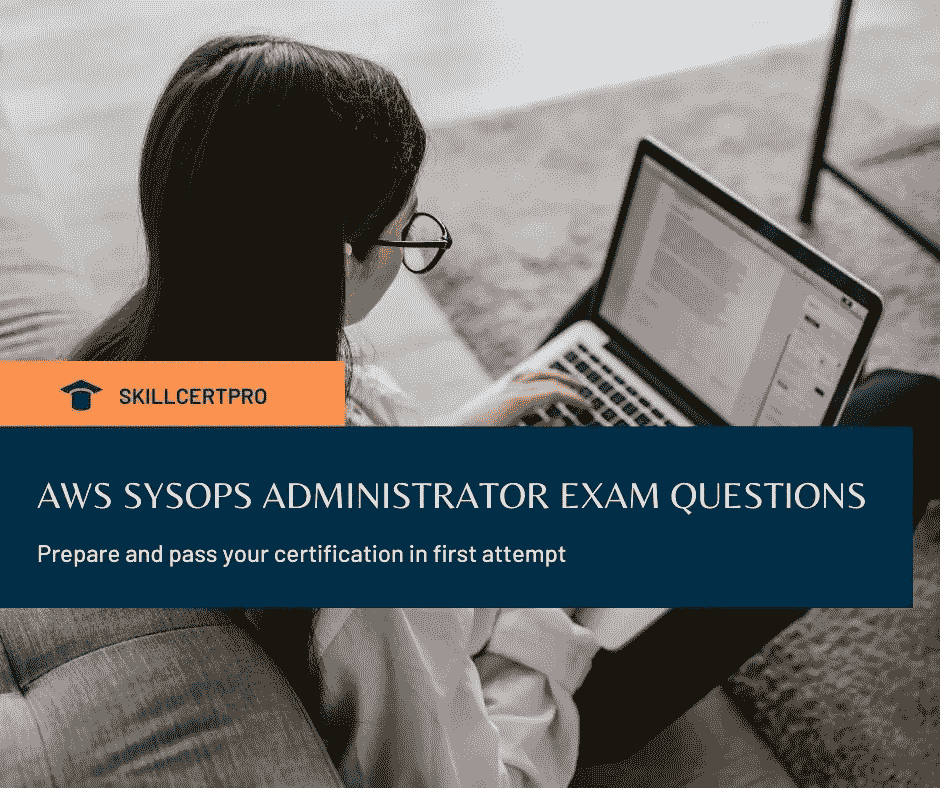 SKILLCERTPRO
AWS SYSOPS ADMINISTRATOR EXAM QUESTIONS
Prepare and pass your certification in first attempt